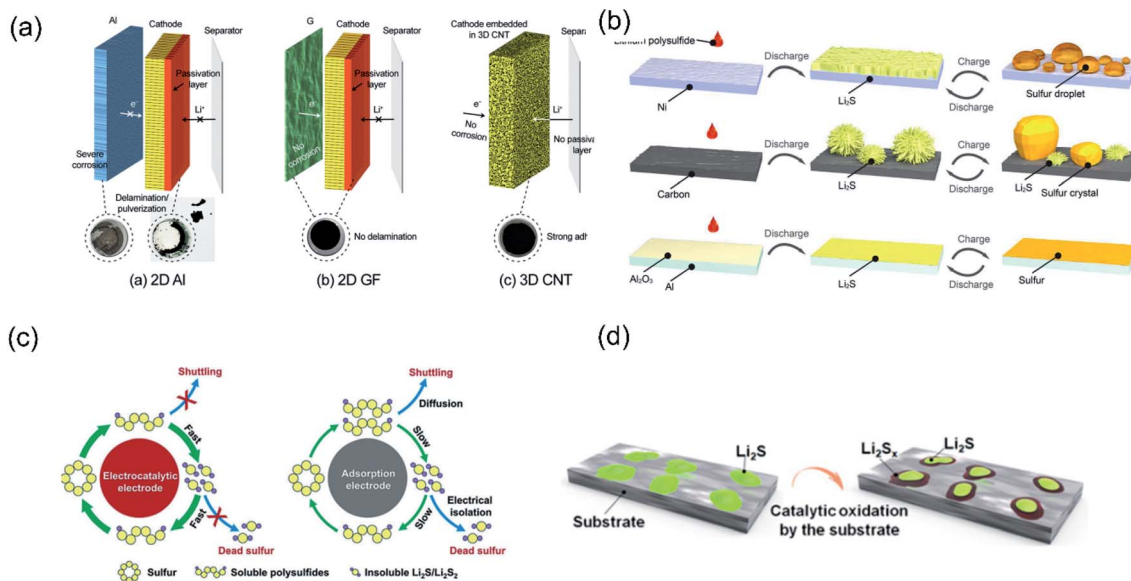 (a)
Al
Cathode
Separator
Passivation
layer
e⁻
Li⁺
Severe
corrosion
Delamination/
pulverization
(a) 2D Al
G
Cathode
Separator
Passivation
layer
e⁻
Li⁺
No corrosion
No delamination
(b) 2D GF
Cathode embedded
in 3D CNT
e⁻
No
corrosion
Li⁺
No passiv
layer
Strong adh
(c) 3D CNT
(b)
polysulfide
Ni
Discharge
Li₂S
Charge
Discharge
Sulfur droplet
Carbon
Discharge
Li₂S
Charge
Discharge
Li₂S
Sulfur crystal
Al₂O₃
Al
Discharge
Li₂S
Charge
Discharge
Sulfur
(c)
Shuttling
Fast
Electrocatalytic
electrode
Fast
Dead sulfur
Shuttling
Diffusion
Slow
Adsorption
electrode
Slow
Electrical
isolation
Dead sulfur
Sulfur
Soluble polysulfides
Insoluble Li₂S/Li₂S₂
(d)
Li₂S
Substrate
Catalytic oxidation
by the substrate
Li₂Sₓ
Li₂S